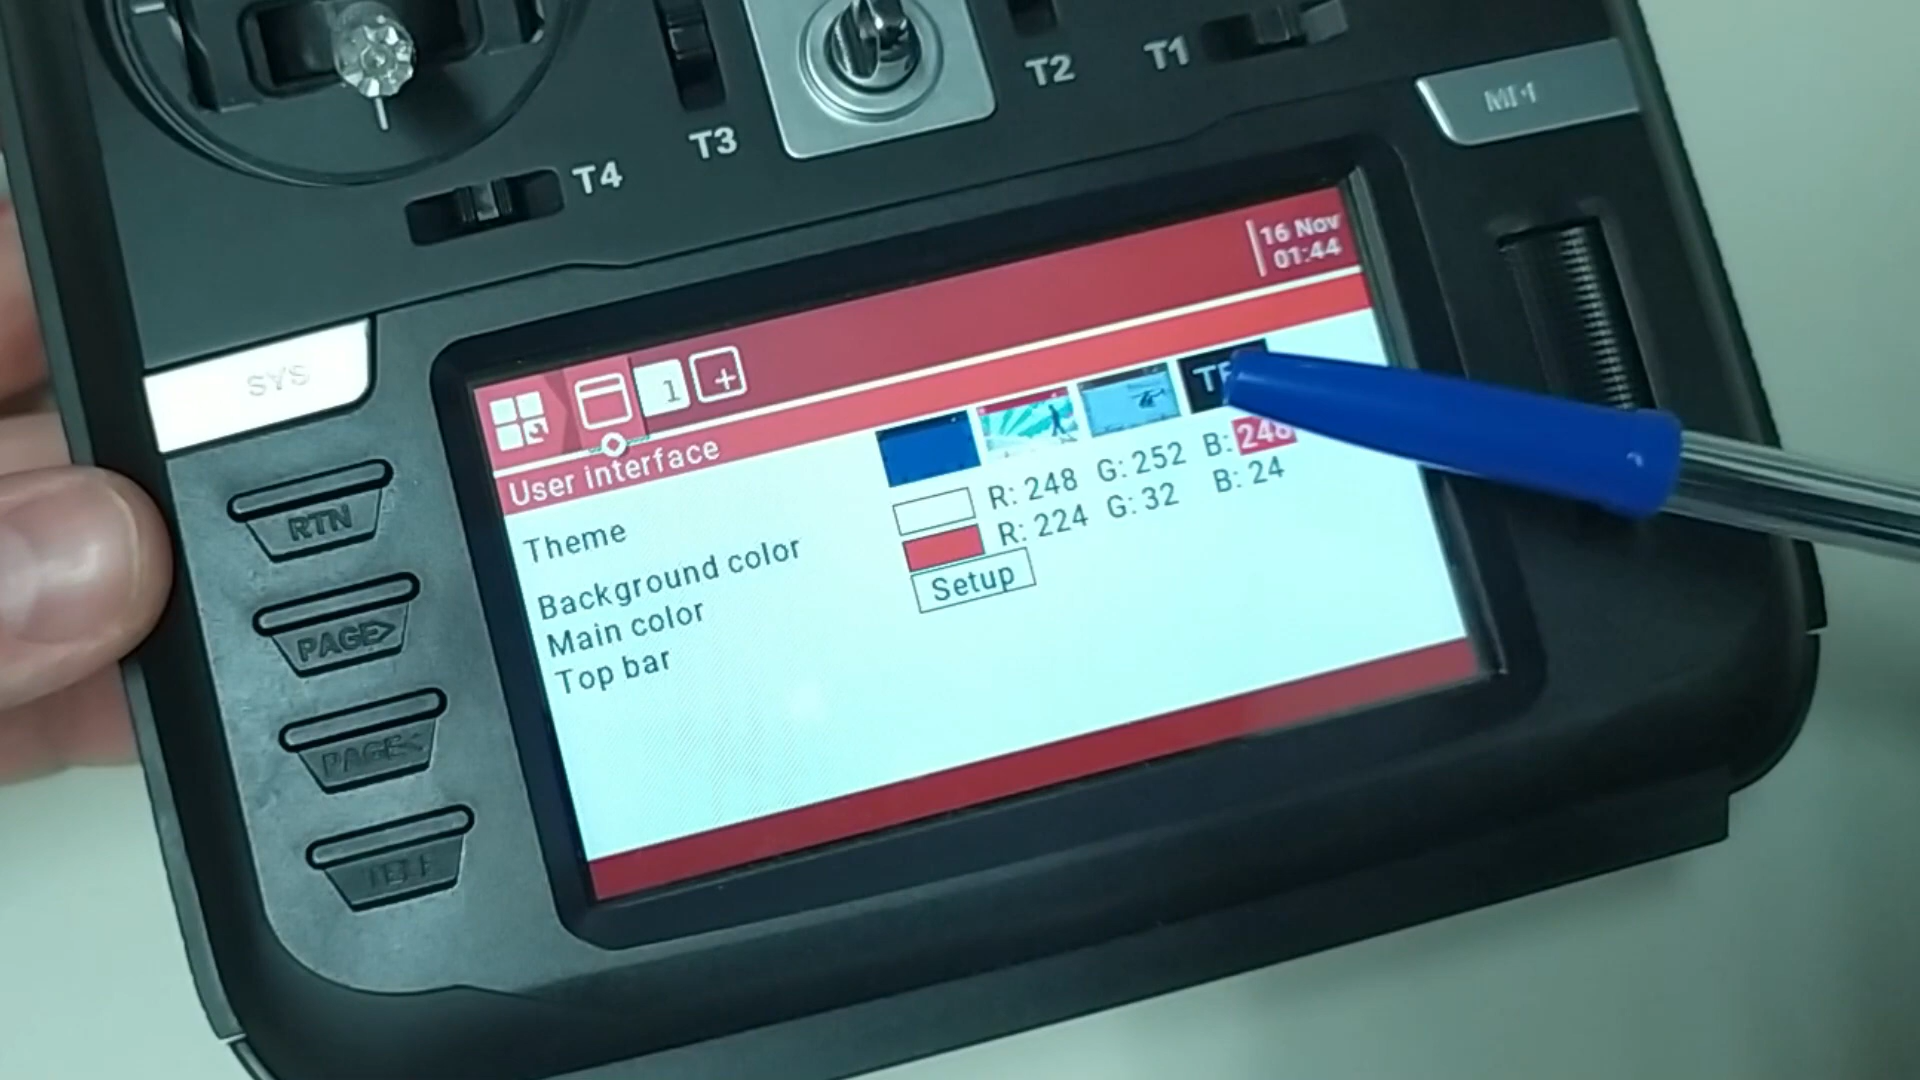 T2
T1
MDL
T3
T4
16 Nov
01:44
SYS
1
User interface
Theme
Background color
R: 248 G: 252 B: 248
Main color
R: 224 G: 32 B: 24
Top bar
Setup
RTN
PAGE>
PAGE<
TELE